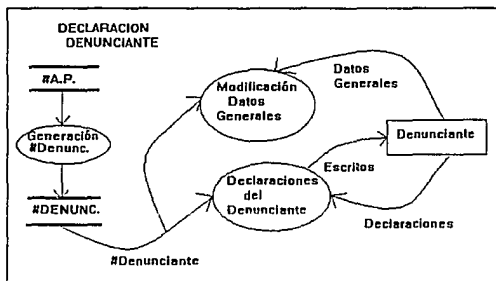 DECLARACION
DENUNCIANTE
#A.P.
Generación
#Denunc.
#DENUNC.
Modificación
Datos
Generales
Datos
Generales
Denunciante
Escritos
Declaraciones
del
Denunciante
Declaraciones
#Denunciante